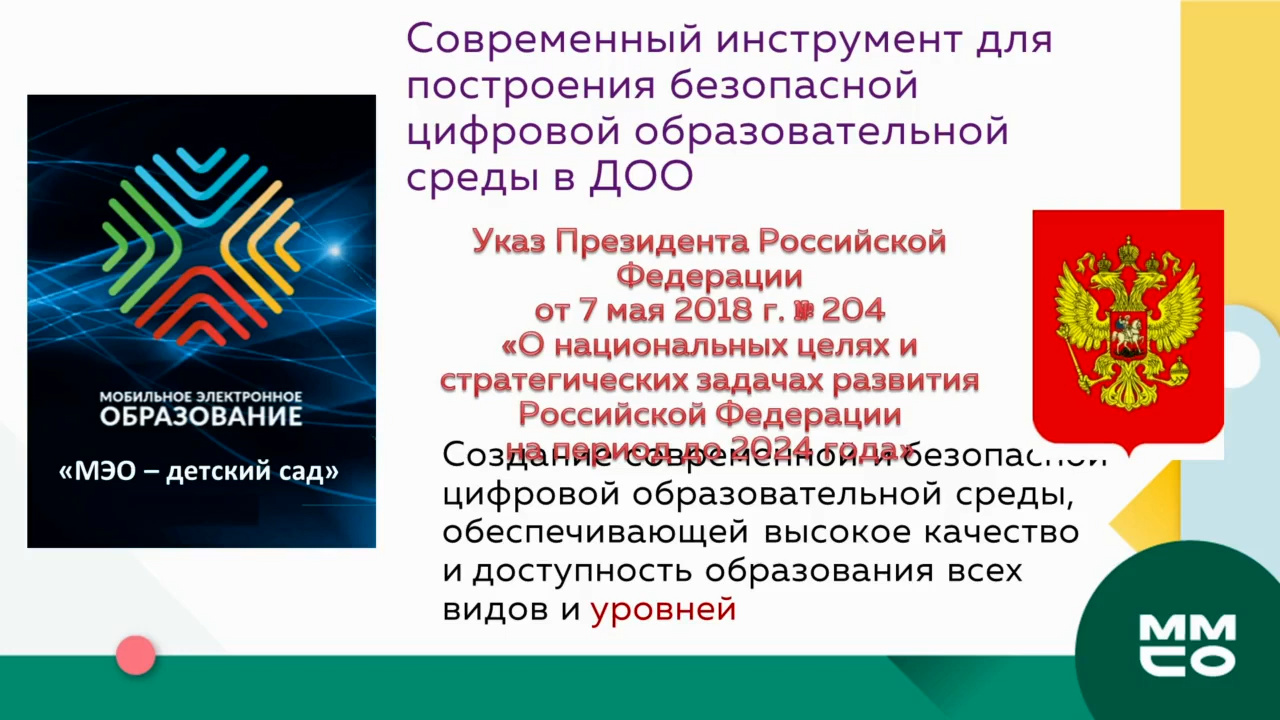 Современный инструмент для
построения безопасной
цифровой образовательной
среды в ДОО
МОБИЛЬНОЕ ЭЛЕКТРОННОЕ
ОБРАЗОВАНИЕ
«МЭО – детский сад»
Указ Президента Российской
Федерации
от 7 мая 2018 г. № 204
«О национальных целях и
стратегических задачах развития
Российской Федерации
на период до 2024 года»
Создание современной и безопасной
цифровой образовательной среды,
обеспечивающей высокое качество
и доступность образования всех
видов и уровней
ММ
СО